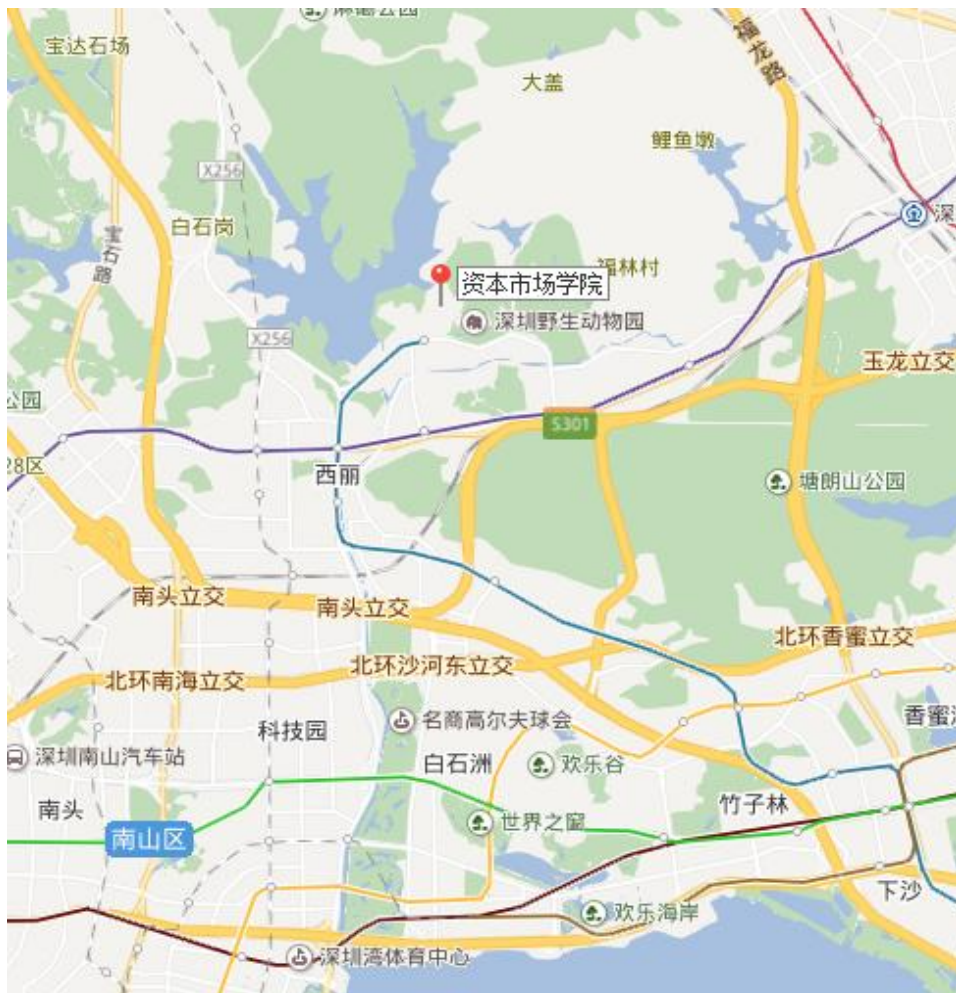 麻磡公园
宝达石场
福龙路
大盖
鲤鱼墩
X256
白石岗
宝石路
深
福林村
资本市场学院
深圳野生动物园
X256
玉龙立交
公园
S301
28区
西丽
塘朗山公园
南头立交
南头立交
北环香蜜立交
北环沙河东立交
北环南海立交
名商高尔夫球会
香蜜
科技园
深圳南山汽车站
白石洲
欢乐谷
南头
竹子林
世界之窗
南山区
下沙
欢乐海岸
深圳湾体育中心